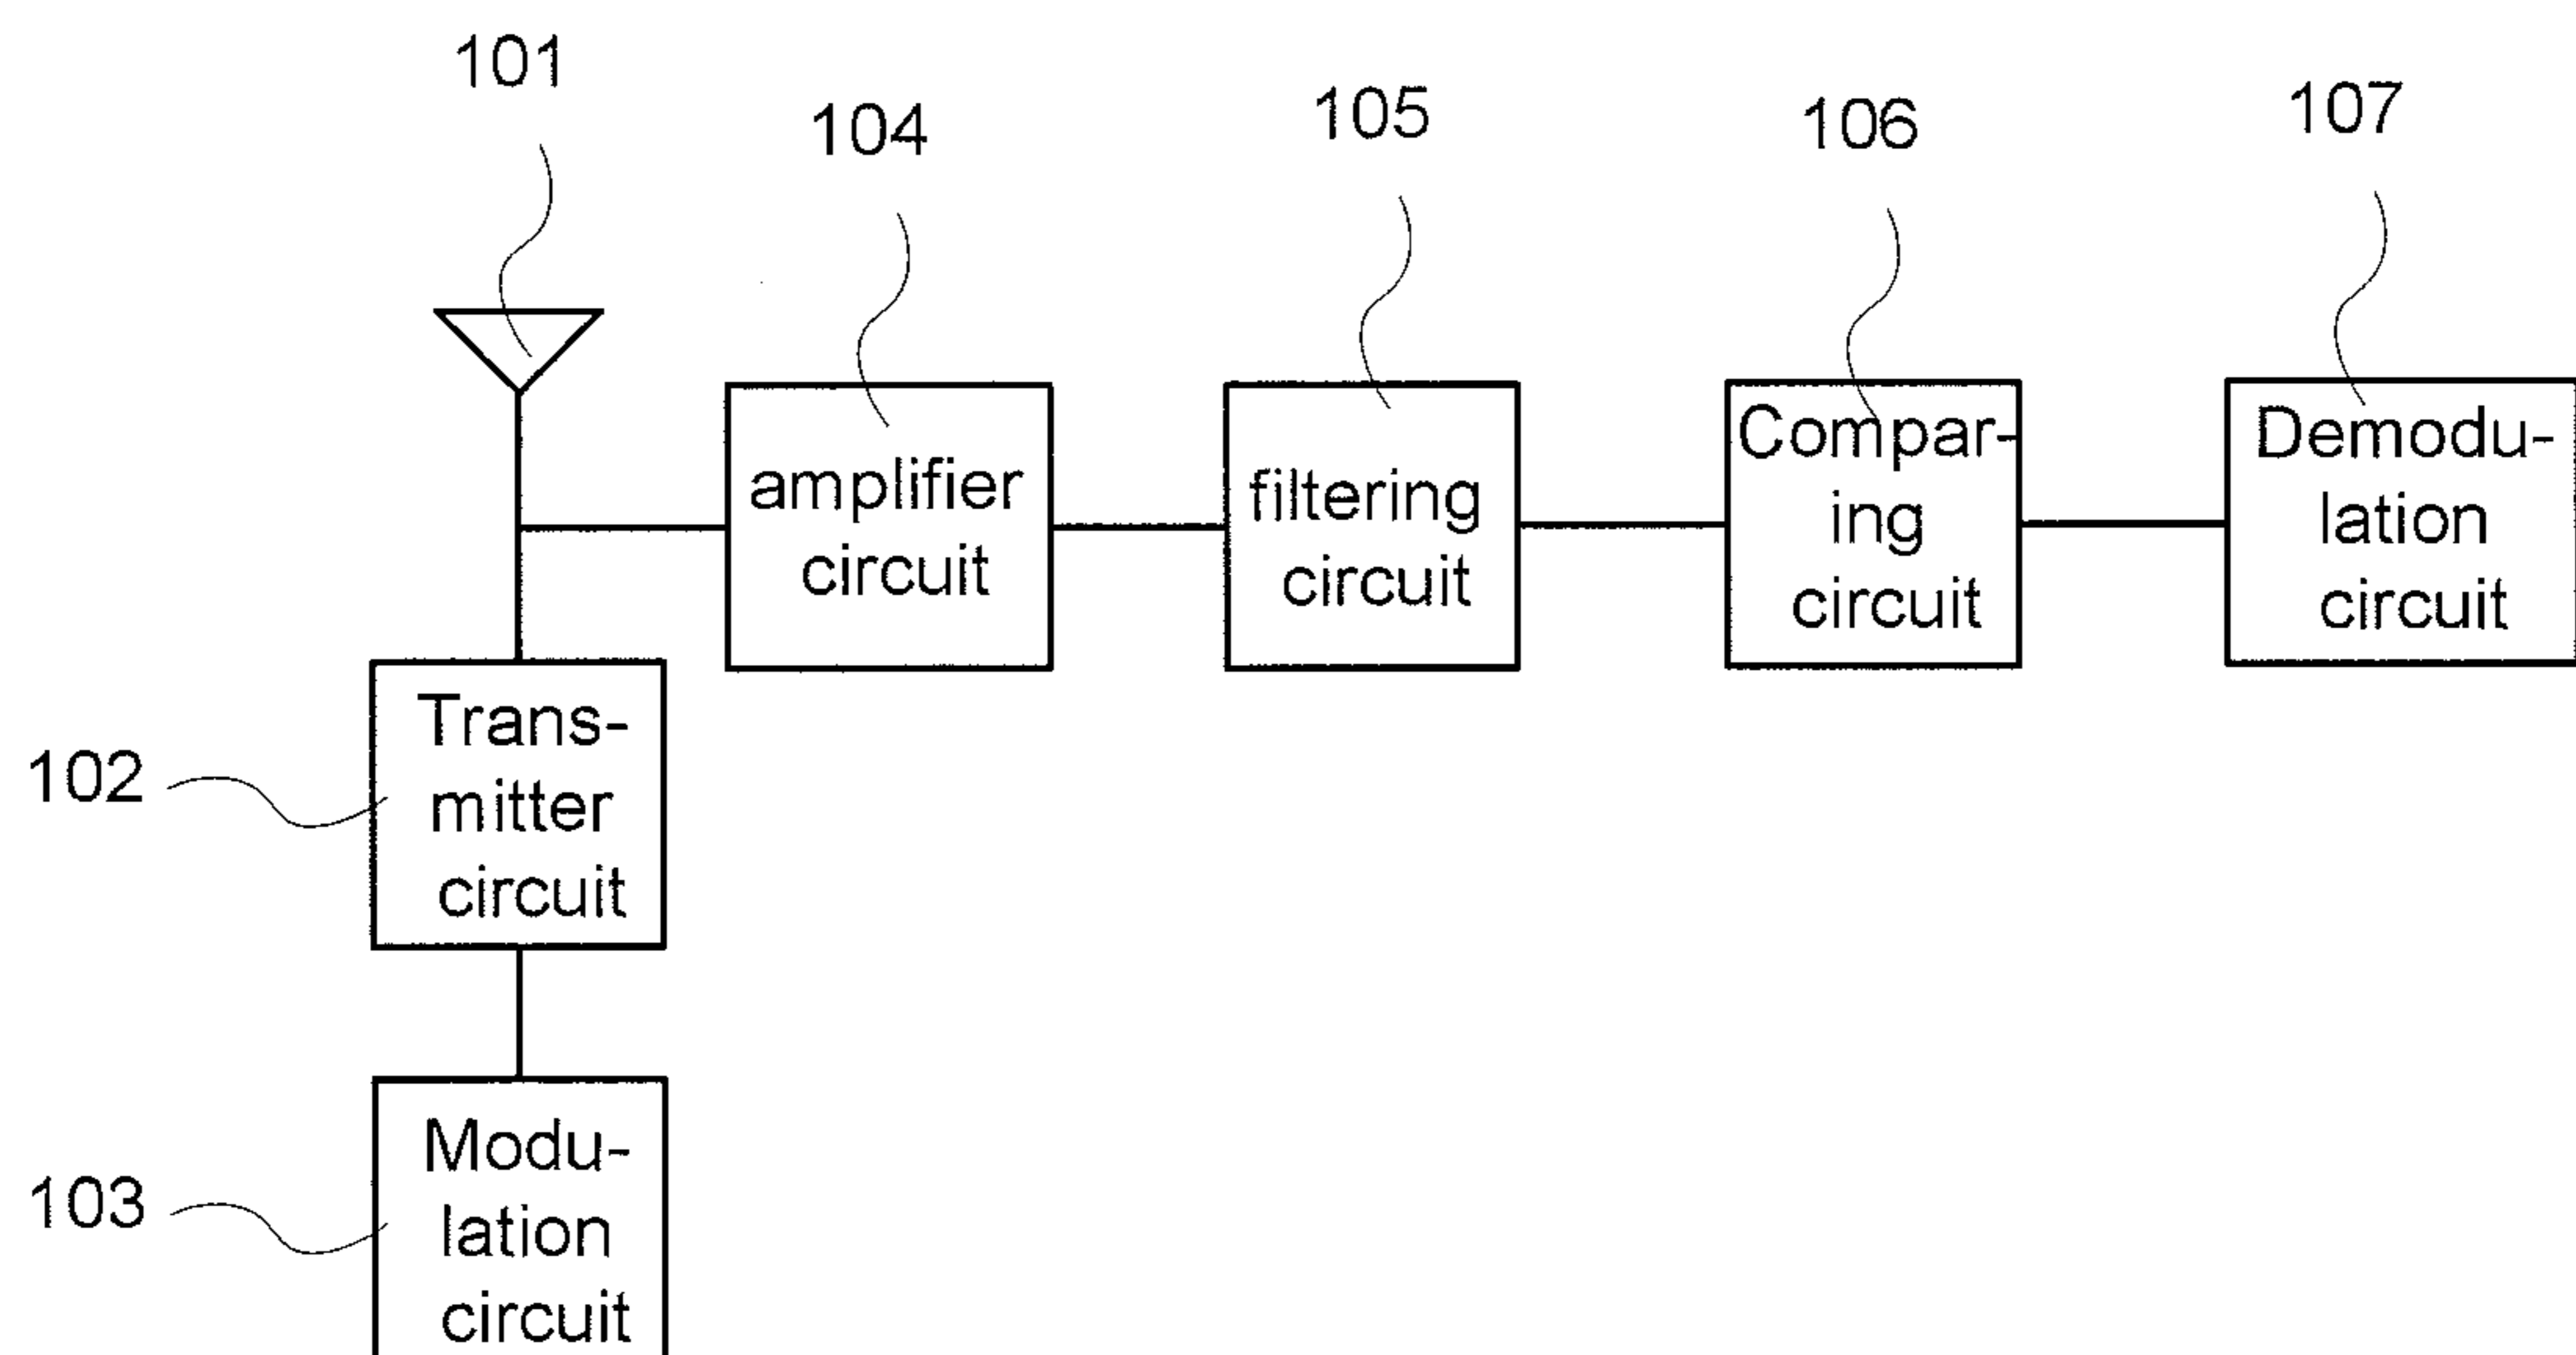 101
104
105
106
107
amplifier
circuit
filtering
circuit
Compar-
ing
circuit
Demodu-
lation
circuit
102
Trans-
mitter
circuit
103
Modu-
lation
circuit